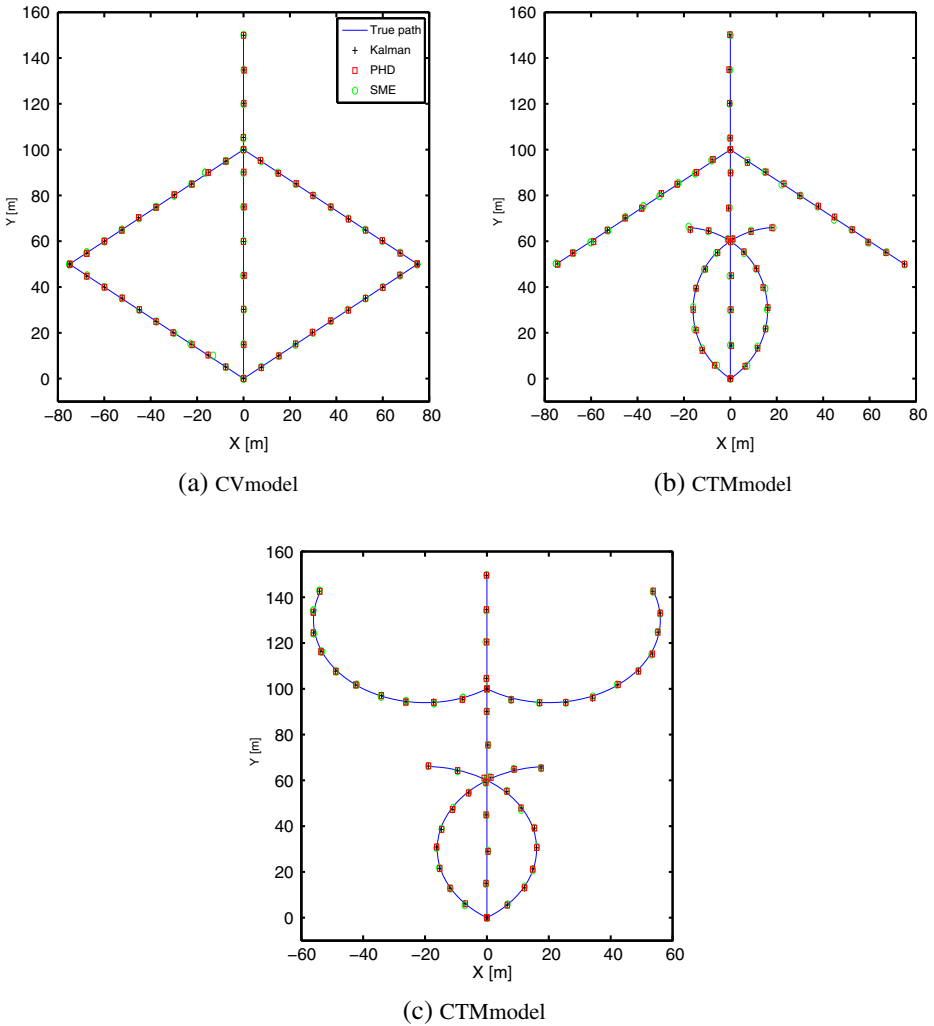 160
140
120
100
80
60
40
20
0
Y [m]
−80 −60 −40 −20 0 20 40 60 80
X [m]
True path
Kalman
PHD
SME
(a) CVmodel
160
140
120
100
80
60
40
20
0
Y [m]
−80 −60 −40 −20 0 20 40 60 80
X [m]
(b) CTMmodel
160
140
120
100
80
60
40
20
0
Y [m]
−60 −40 −20 0 20 40 60
X [m]
(c) CTMmodel